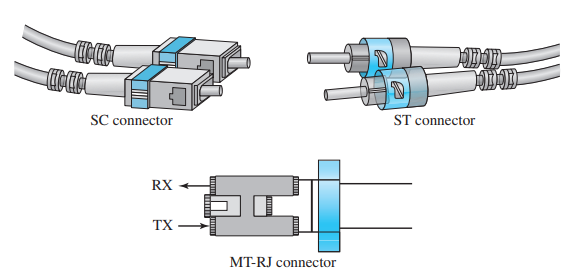 SC connector
ST connector
RX
TX
MT-RJ connector